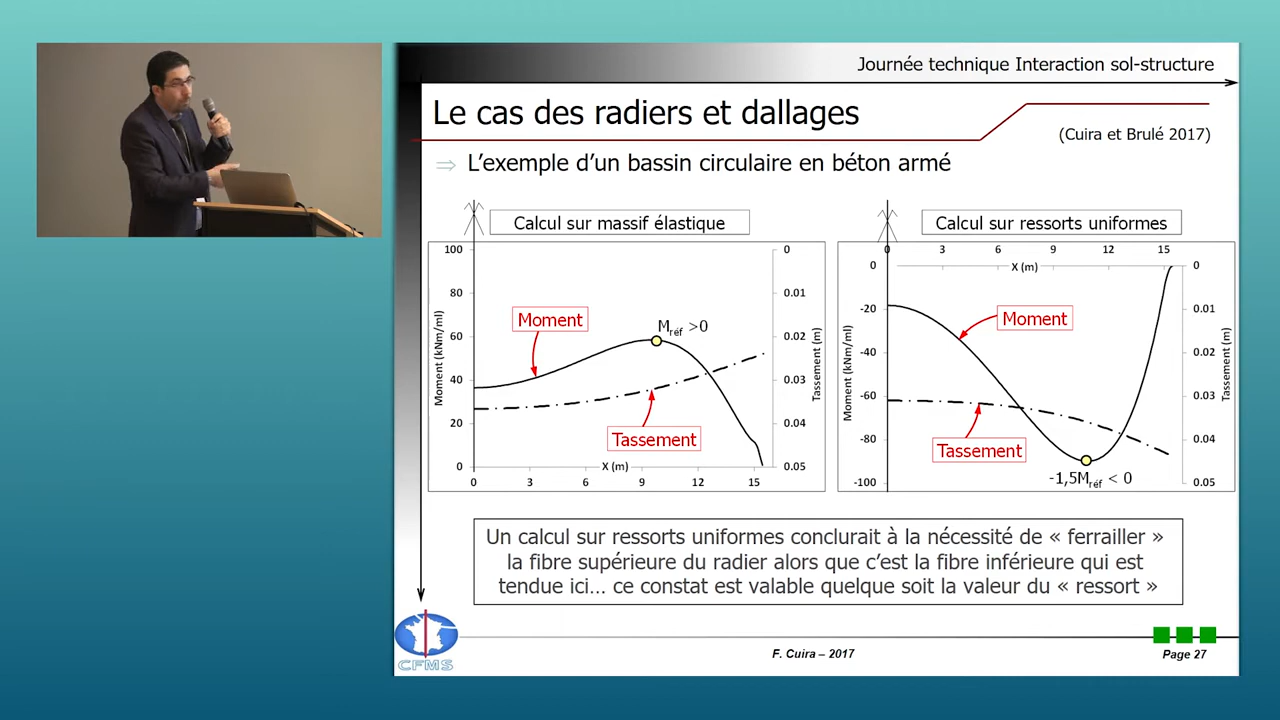 Journée technique Interaction sol-structure
Le cas des radiers et dallages
(Cuira et Brulé 2017)
⇒ L'exemple d'un bassin circulaire en béton armé
Calcul sur massif élastique
100
80
60
40
20
0
Moment (kNm/ml)
0
0.01
0.02
0.03
0.04
0.05
Tassement (m)
Moment
Mréf >0
Tassement
X (m)
0 3 6 9 12 15
Calcul sur ressorts uniformes
0 3 6 9 12 15
X (m)
0
-20
-40
-60
-80
-100
Moment (kNm/ml)
0
0.01
0.02
0.03
0.04
0.05
Tassement (m)
Moment
Tassement
-1,5Mréf < 0
Un calcul sur ressorts uniformes conclurait à la nécessité de « ferrailler »
la fibre supérieure du radier alors que c'est la fibre inférieure qui est
tendue ici... ce constat est valable quelque soit la valeur du « ressort »
CFMS
F. Cuira – 2017
Page 27